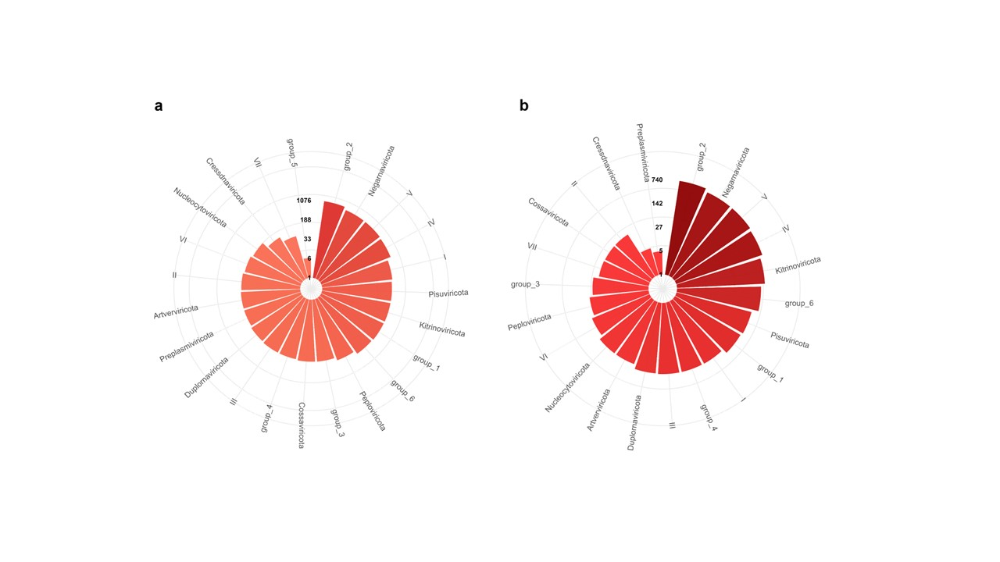 a
group_5
group_2
Negarnaviricota
V
IV
I
Pisuviricota
Kitrinoviricota
group_1
group_6
Peploviricota
group_3
Cossaviricota
group_4
III
Duplornaviricota
Preplasmiviricota
Artverviricota
II
VI
Nucleocytoviricota
Cressdnaviricota
VII
1076
188
33
6
1
b
Preplasmiviricota
group_2
Negarnaviricota
V
IV
Kitrinoviricota
group_6
Pisuviricota
group_1
I
group_4
III
Duplornaviricota
Artverviricota
Nucleocytoviricota
VI
Peploviricota
group_3
VII
Cossaviricota
II
Cressdnaviricota
740
142
27
5
1